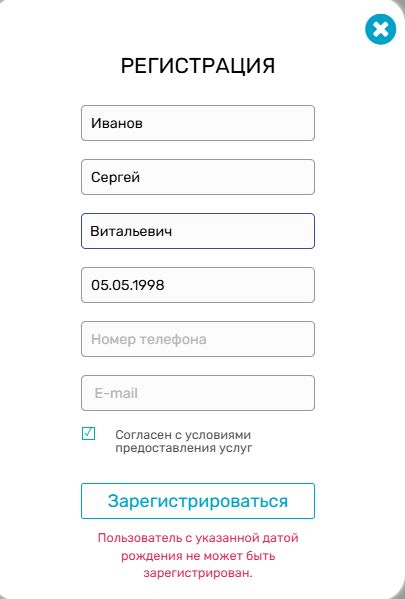 РЕГИСТРАЦИЯ
Иванов
Сергей
Витальевич
05.05.1998
Номер телефона
E-mail
Согласен с условиями
предоставления услуг
Зарегистрироваться
Пользователь с указанной датой
рождения не может быть
зарегистрирован.